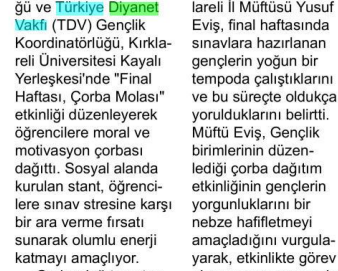 ğü ve Türkiye Diyanet
Vakfı (TDV) Gençlik
Koordinatörlüğü, Kırkla-
reli Üniversitesi Kayalı
Yerleşkesi'nde "Final
Haftası, Çorba Molası"
etkinliği düzenleyerek
öğrencilere moral ve
motivasyon çorbası
dağıttı. Sosyal alanda
kurulan stant, öğrenci-
lere sınav stresine karşı
bir ara verme fırsatı
sunarak olumlu enerji
katmayı amaçlıyor.
lareli İl Müftüsü Yusuf
Eviş, final haftasında
sınavlara hazırlanan
gençlerin yoğun bir
tempoda çalıştıklarını
ve bu süreçte oldukça
yorulduklarını belirtti.
Müftü Eviş, Gençlik
birimlerinin düzen-
lediği çorba dağıtım
etkinliğinin gençlerin
yorgunluklarını bir
nebze hafifletmeyi
amaçladığını vurgula-
yarak, etkinlikte görev